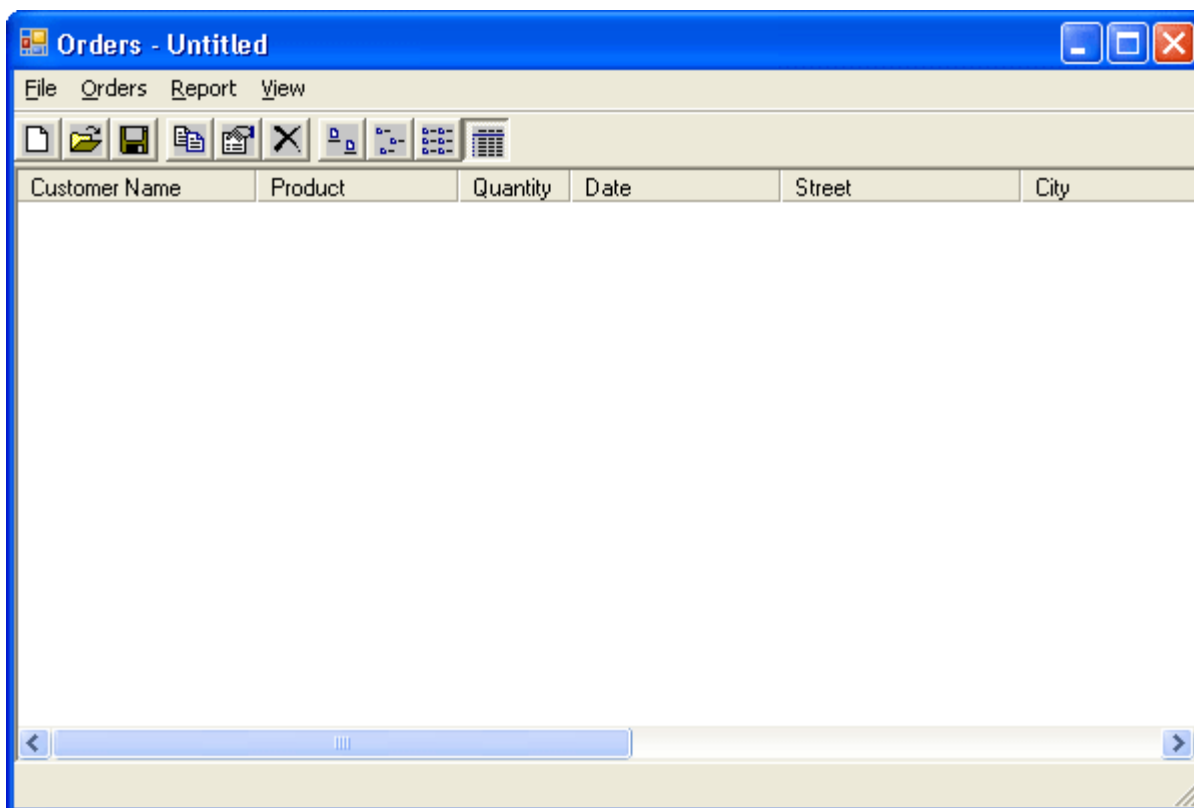 Orders - Untitled
File Orders Report View
Customer Name Product Quantity Date Street City